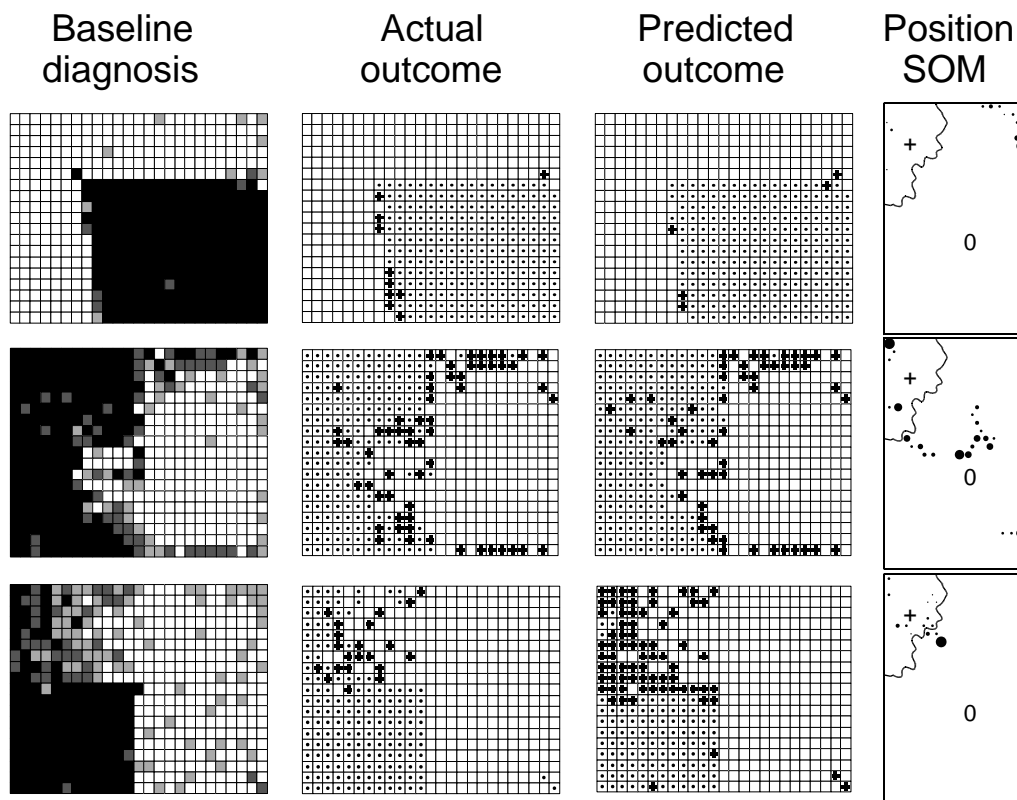 Baseline
diagnosis
Actual
outcome
Predicted
outcome
Position
SOM
+
0
+
0
+
0